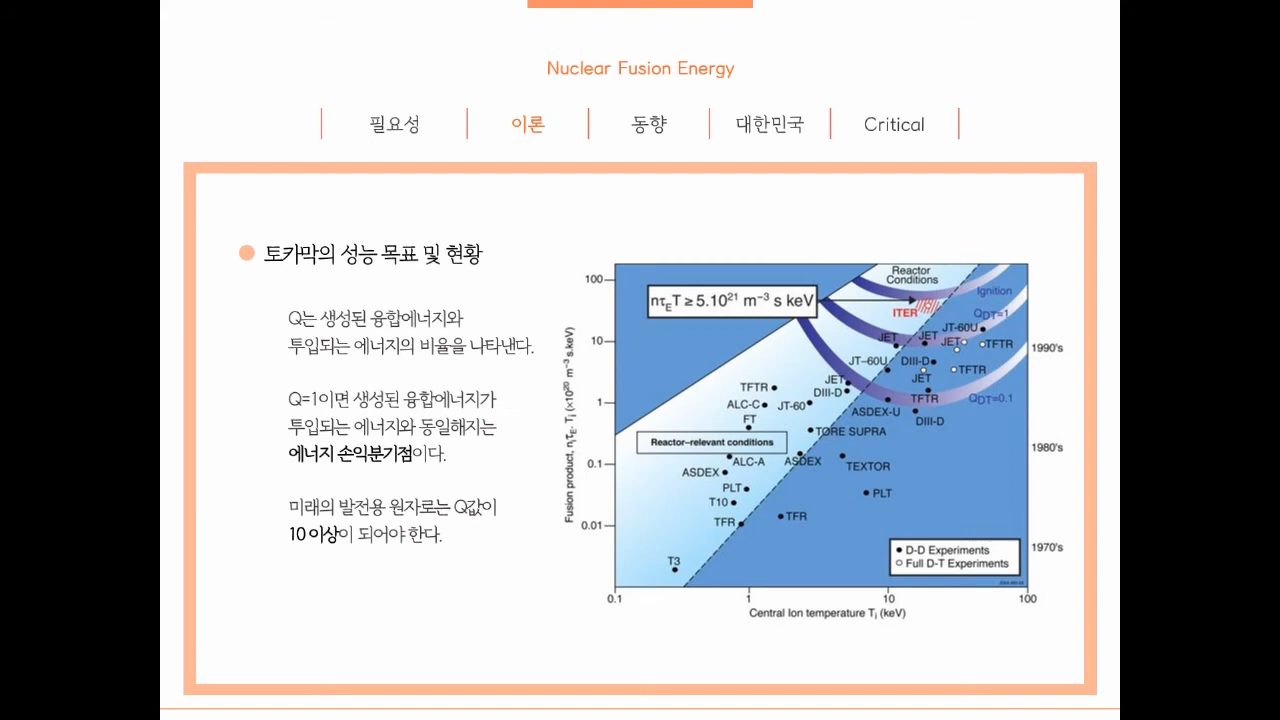 Nuclear Fusion Energy
필요성
이론
동향
대한민국
Critical
토카막의 성능 목표 및 현황
Q는 생성된 융합에너지와
투입되는 에너지의 비율을 나타낸다.
Q=1이면 생성된 융합에너지가
투입되는 에너지와 동일해지는
에너지 손익분기점이다.
미래의 발전용 원자로는 Q값이
10 이상이 되어야 한다.
Fusion product, nᵢτ_E. Tᵢ (×10²⁰ m⁻³ s.keV)
100
10
1
0.1
0.01
Reactor
Conditions
nτ_E T ≥ 5.10²¹ m⁻³ s keV
Ignition
ITER
Q_DT=1
JT-60U
JET
JET
JET
TFTR
1990's
JT-60U
DIII-D
TFTR
JET
JET
TFTR
DIII-D
TFTR
Q_DT=0.1
ALC-C
JT-60
ASDEX-U
FT
DIII-D
TORE SUPRA
Reactor-relevant conditions
1980's
ALC-A
ASDEX
TEXTOR
ASDEX
PLT
PLT
T10
TFR
TFR
1970's
D-D Experiments
Full D-T Experiments
T3
0.1
1
10
100
Central Ion temperature Tᵢ (keV)